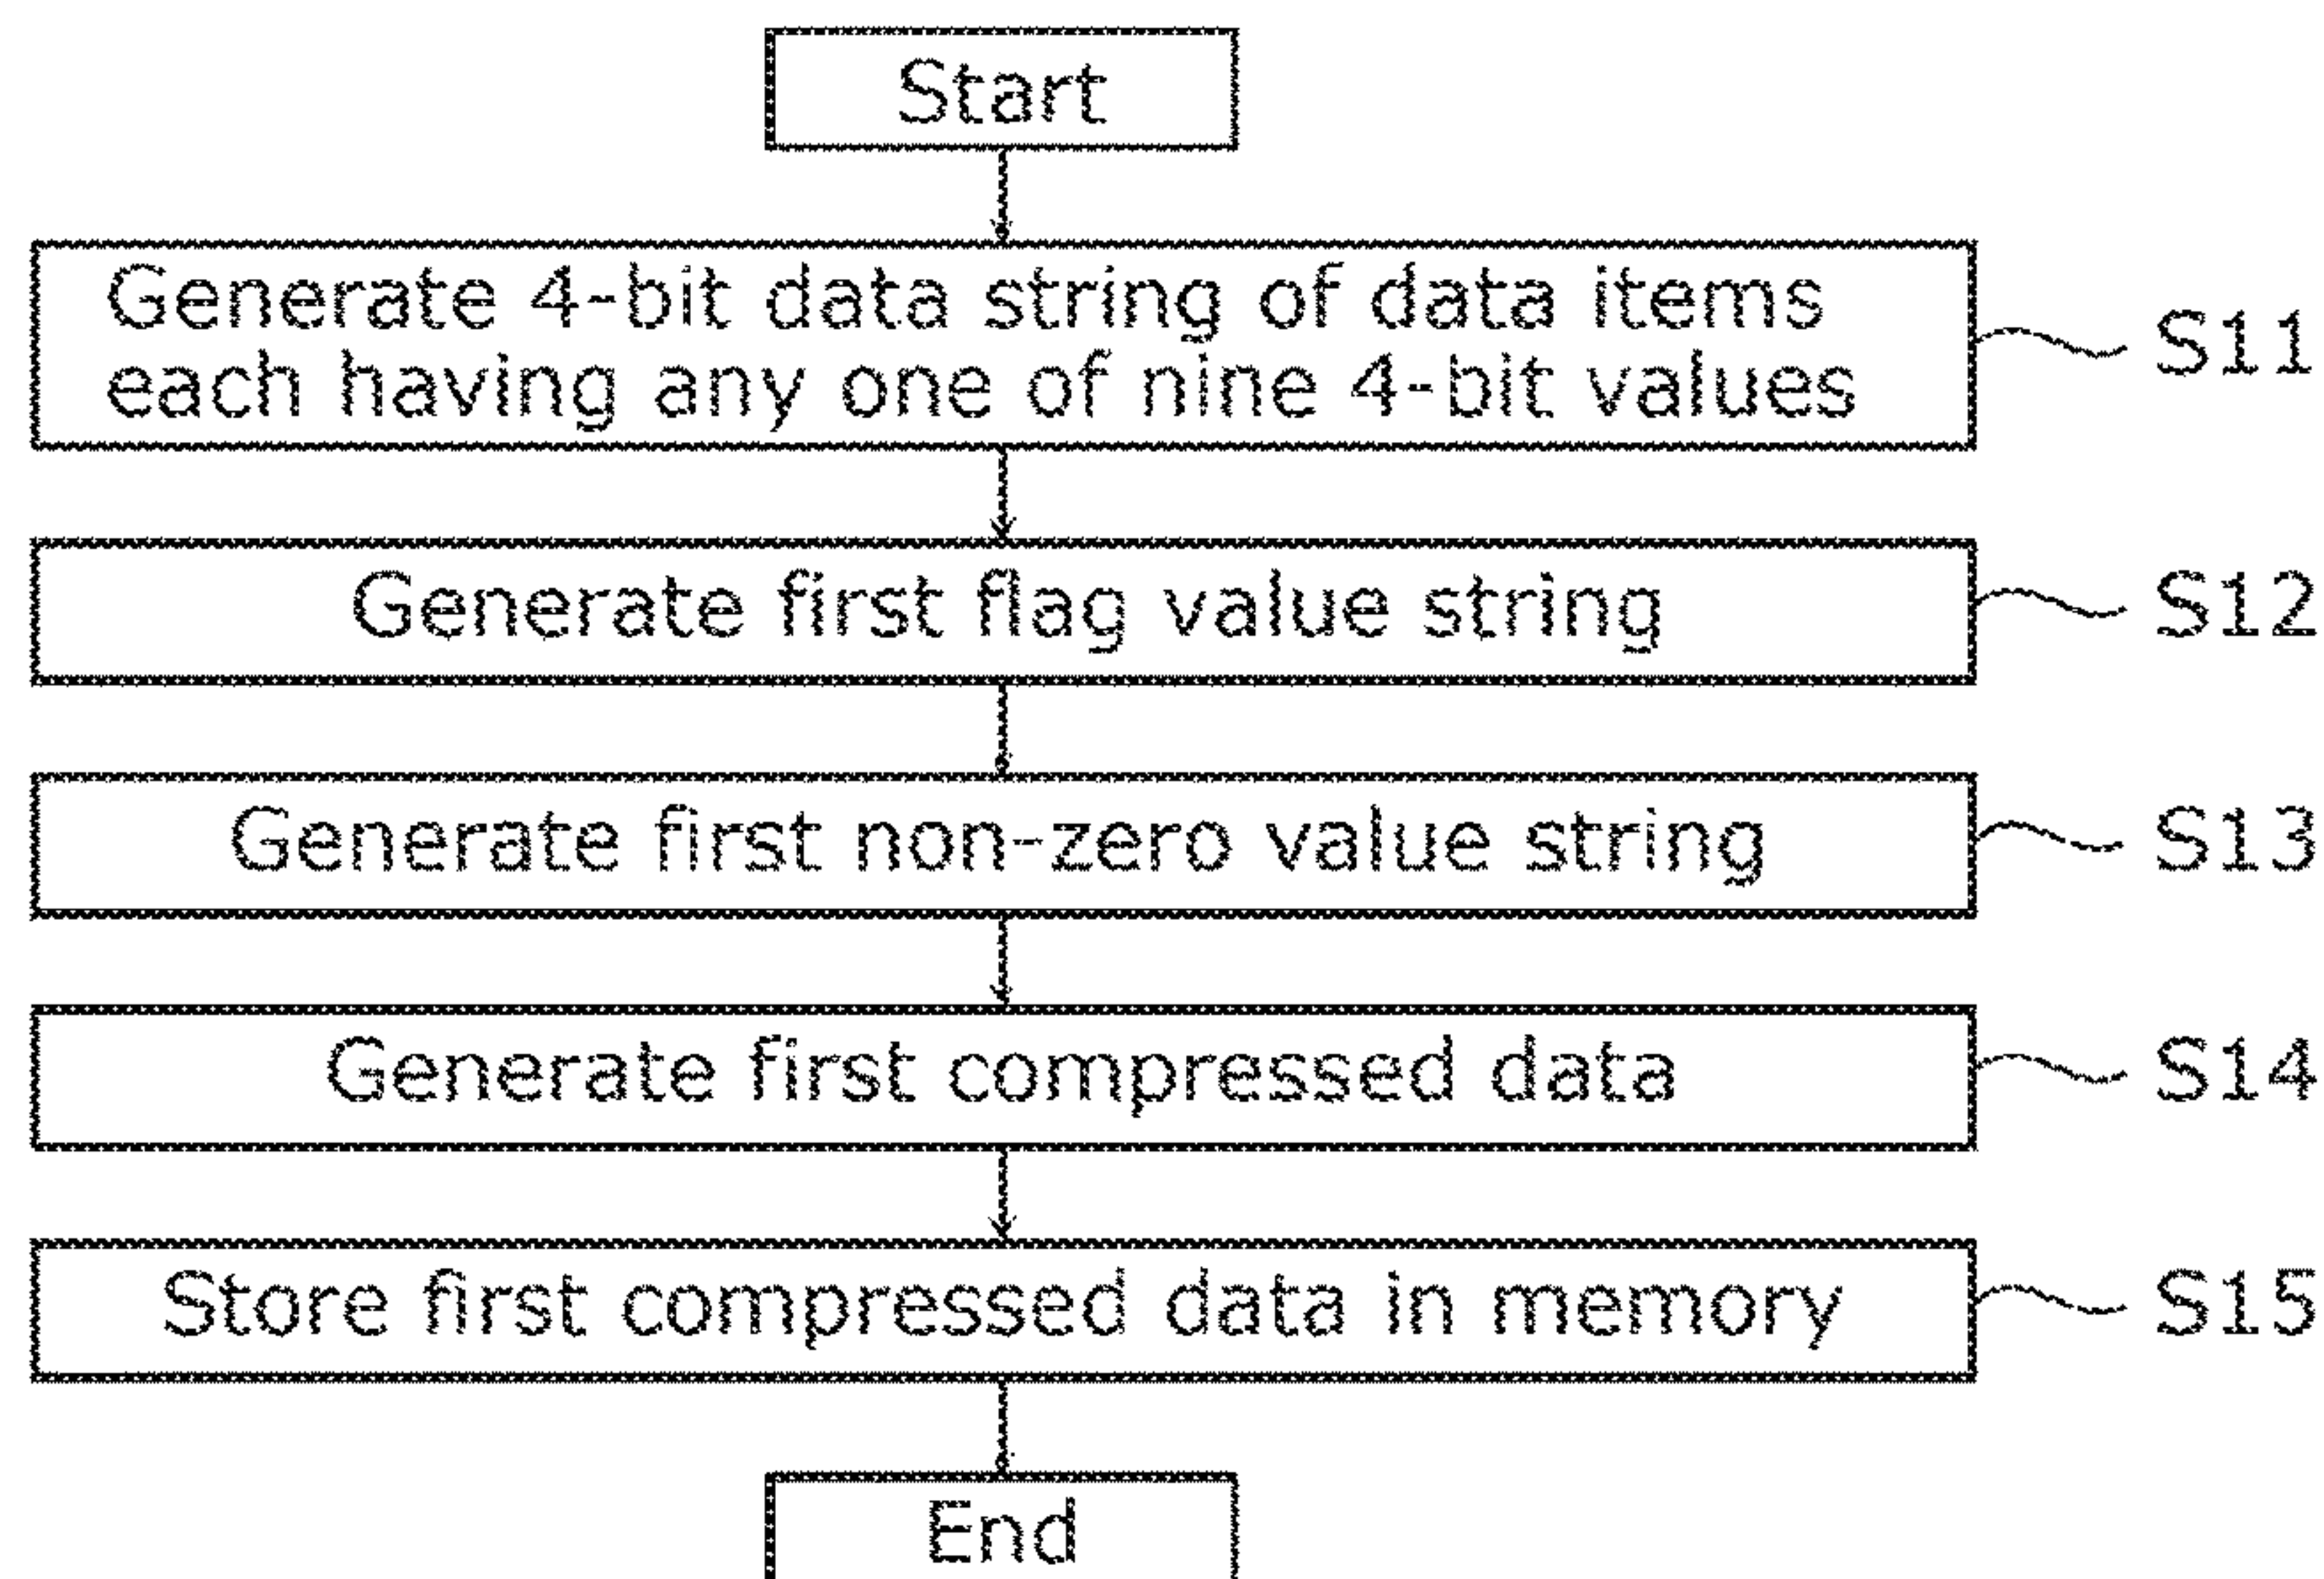 Start
Generate 4-bit data string of data items
each having any one of nine 4-bit values
S11
Generate first flag value string
S12
Generate first non-zero value string
S13
Generate first compressed data
S14
Store first compressed data in memory
S15
End